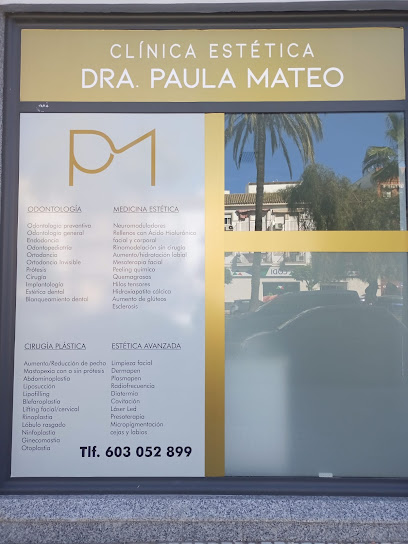 CLÍNICA ESTÉTICA
DRA. PAULA MATEO
PM
ODONTOLOGÍA
Odontología preventiva
Odontología general
Endodoncia
Odontopediatría
Ortodoncia
Ortodoncia Invisible
Prótesis
Cirugía
Implantología
Estética dental
Blanqueamiento dental
MEDICINA ESTÉTICA
Neuromoduladores
Rellenos con Ácido Hialurónico
facial y corporal
Rinomodelación sin cirugía
Aumento/hidratación labial
Mesoterapia facial
Peeling químico
Quemagrasas
Hilos tensores
Hidroxiapatita cálcica
Aumento de glúteos
Esclerosis
CIRUGÍA PLÁSTICA
Aumento/Reducción de pecho
Mastopexia con o sin prótesis
Abdominoplastia
Liposucción
Lipofilling
Blefaroplastia
Lifting facial/cervical
Rinoplastia
Lóbulo rasgado
Ninfoplastia
Ginecomastia
Otoplastia
ESTÉTICA AVANZADA
Limpieza facial
Dermapen
Plasmapen
Radiofrecuencia
Diatermia
Cavitación
Láser Led
Presoterapia
Micropigmentación
cejas y labios
Tlf. 603 052 899